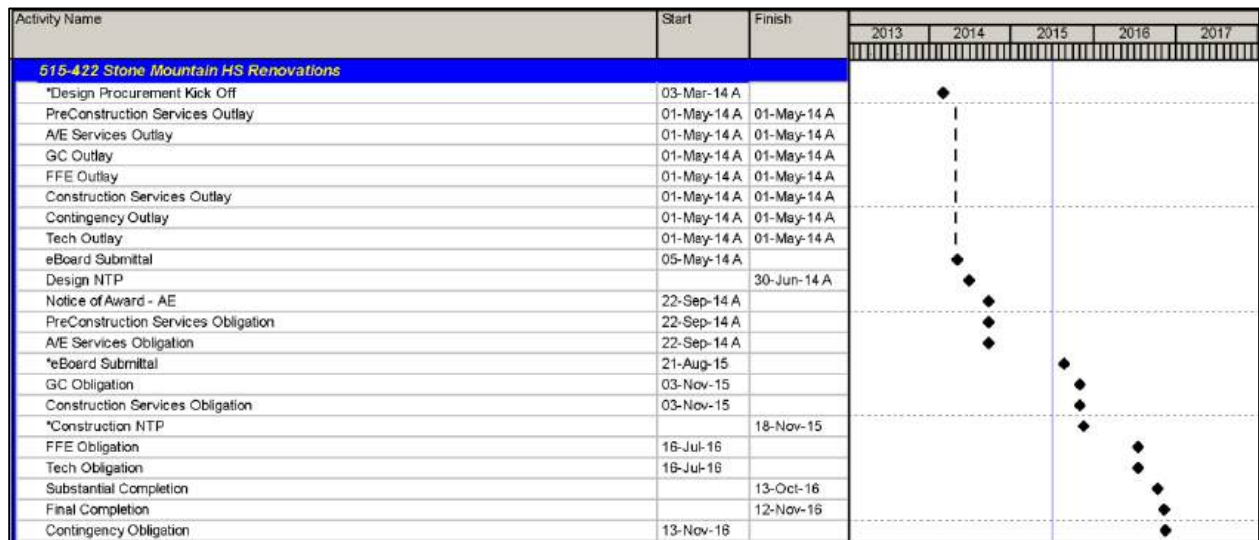 Activity Name Start Finish
2013 2014 2015 2016 2017
515-422 Stone Mountain HS Renovations
*Design Procurement Kick Off 03-Mar-14 A
PreConstruction Services Outlay 01-May-14 A 01-May-14 A
A/E Services Outlay 01-May-14 A 01-May-14 A
GC Outlay 01-May-14 A 01-May-14 A
FFE Outlay 01-May-14 A 01-May-14 A
Construction Services Outlay 01-May-14 A 01-May-14 A
Contingency Outlay 01-May-14 A 01-May-14 A
Tech Outlay 01-May-14 A 01-May-14 A
eBoard Submittal 05-May-14 A
Design NTP 30-Jun-14 A
Notice of Award - AE 22-Sep-14 A
PreConstruction Services Obligation 22-Sep-14 A
A/E Services Obligation 22-Sep-14 A
*eBoard Submittal 21-Aug-15
GC Obligation 03-Nov-15
Construction Services Obligation 03-Nov-15
*Construction NTP 18-Nov-15
FFE Obligation 16-Jul-16
Tech Obligation 16-Jul-16
Substantial Completion 13-Oct-16
Final Completion 12-Nov-16
Contingency Obligation 13-Nov-16